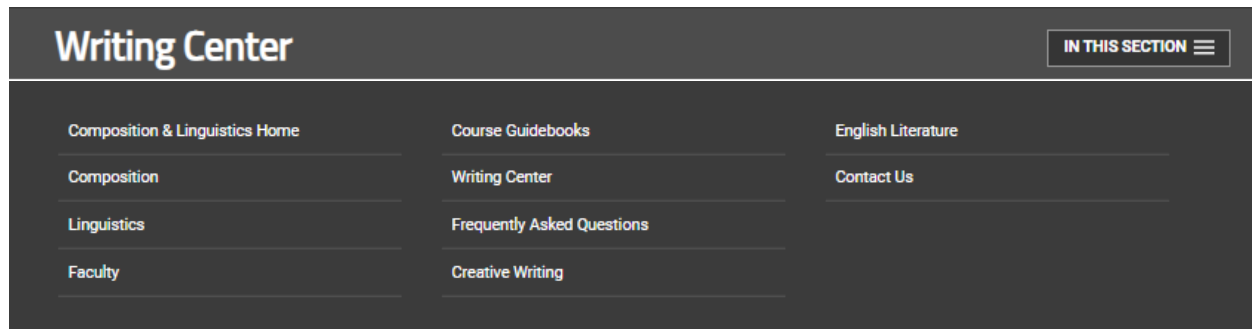 Writing Center
IN THIS SECTION
Composition & Linguistics Home
Composition
Linguistics
Faculty
Course Guidebooks
Writing Center
Frequently Asked Questions
Creative Writing
English Literature
Contact Us